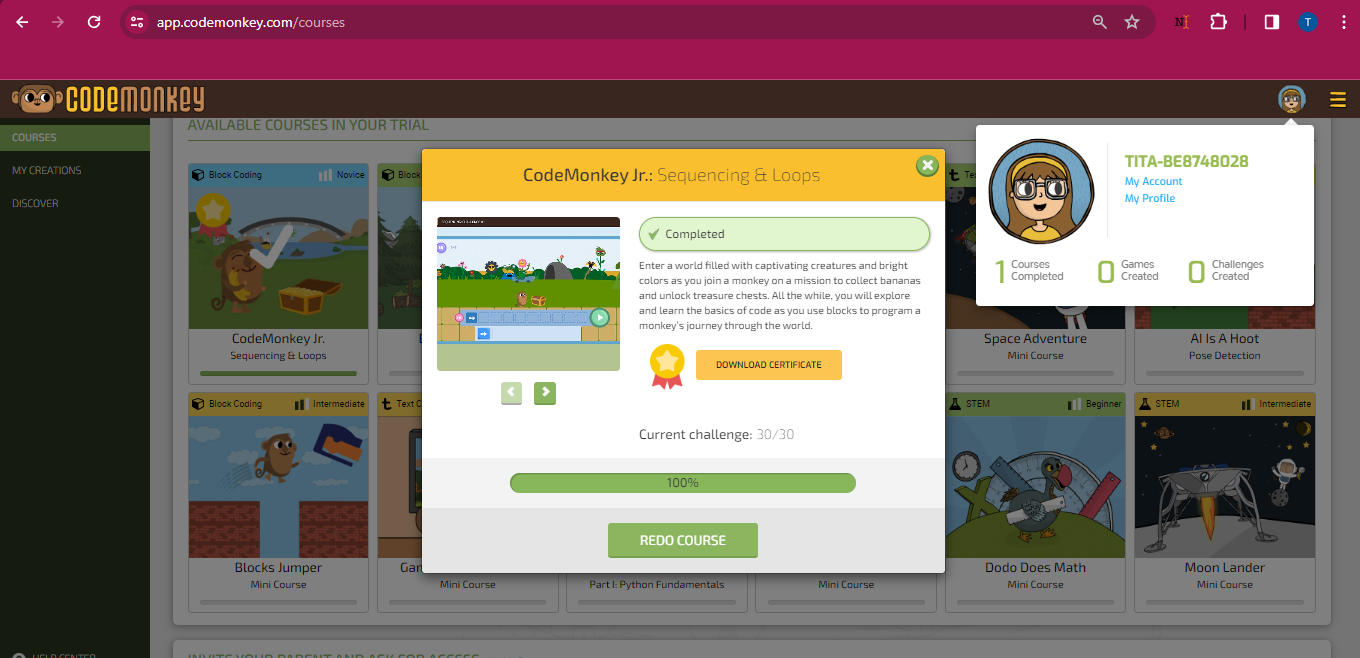 app.codemonkey.com/courses
T
CODEMONKEY
COURSES
MY CREATIONS
DISCOVER
AVAILABLE COURSES IN YOUR TRIAL
Block Coding Novice
CodeMonkey Jr.
Sequencing & Loops
CodeMonkey Jr.: Sequencing & Loops
Completed
Enter a world filled with captivating creatures and bright
colors as you join a monkey on a mission to collect bananas
and unlock treasure chests. All the while, you will explore
and learn the basics of code as you use blocks to program a
monkey's journey through the world.
DOWNLOAD CERTIFICATE
Current challenge: 30/30
100%
REDO COURSE
TITA-BE8748028
My Account
My Profile
1 Courses Completed
0 Games Created
0 Challenges Created
Space Adventure
Mini Course
AI Is A Hoot
Pose Detection
Block Coding Intermediate
Blocks Jumper
Mini Course
Text C
Mini Course
Part I: Python Fundamentals
Mini Course
STEM Beginner
Dodo Does Math
Mini Course
STEM Intermediate
Moon Lander
Mini Course
HELP CENTER
INVITE YOUR PARENT AND ASK FOR ACCESS